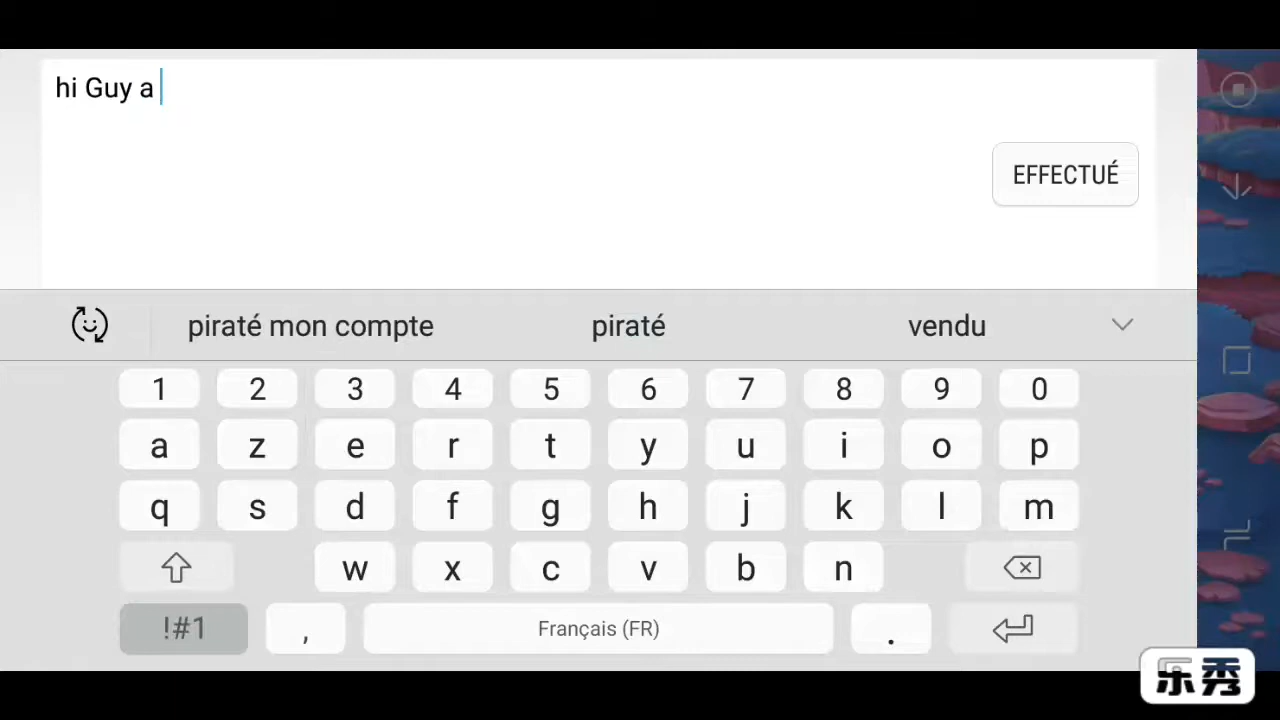 hi Guy a
EFFECTUÉ
piraté mon compte piraté vendu
1 2 3 4 5 6 7 8 9 0
a z e r t y u i o p
q s d f g h j k l m
w x c v b n
!#1 , Français (FR) .
乐秀